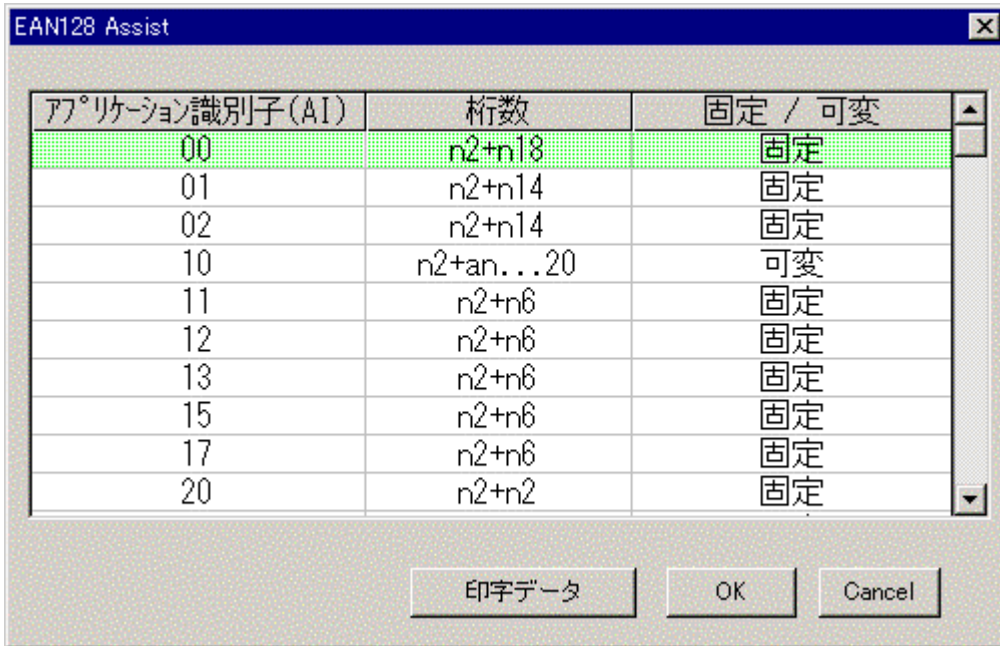 EAN128 Assist
ｱﾌﾟﾘｹｰｼｮﾝ識別子(AI) 桁数 固定 / 可変
00 n2+n18 固定
01 n2+n14 固定
02 n2+n14 固定
10 n2+an...20 可変
11 n2+n6 固定
12 n2+n6 固定
13 n2+n6 固定
15 n2+n6 固定
17 n2+n6 固定
20 n2+n2 固定
印字データ OK Cancel